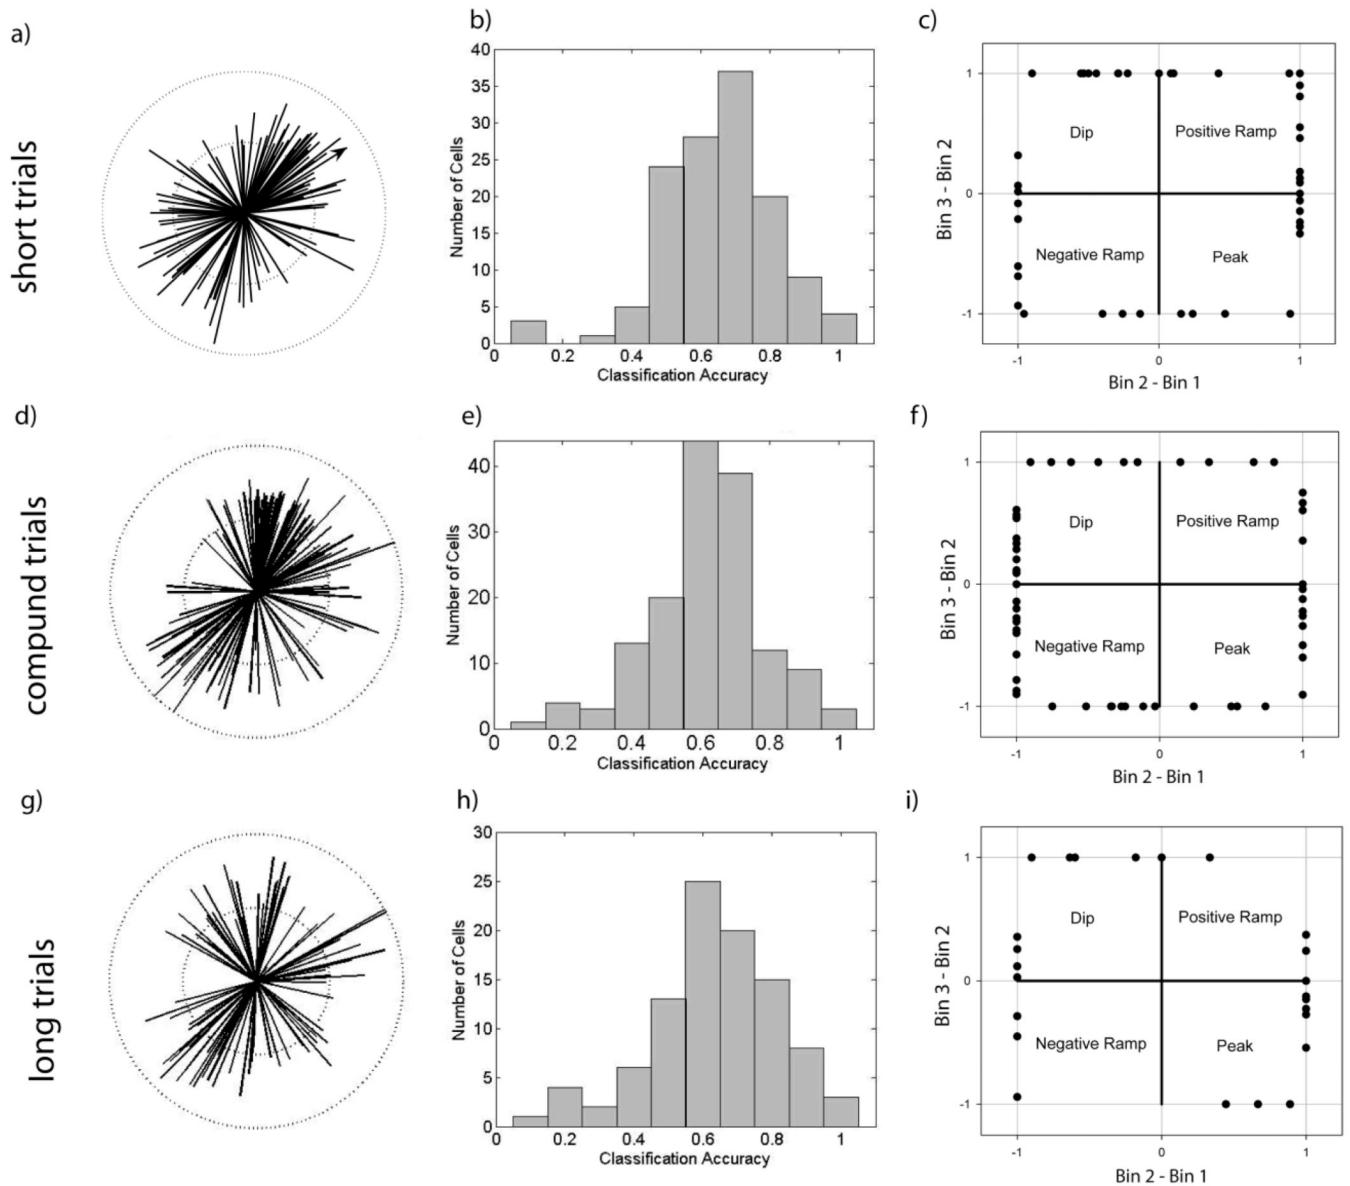 a)
short trials
b)
40
35
30
25
20
15
10
5
0
Number of Cells
0 0.2 0.4 0.6 0.8 1
Classification Accuracy
c)
1
0
-1
Bin 3 - Bin 2
Dip Positive Ramp
Negative Ramp Peak
-1 0 1
Bin 2 - Bin 1
d)
compound trials
e)
40
30
20
10
0
Number of Cells
0 0.2 0.4 0.6 0.8 1
Classification Accuracy
f)
1
0
-1
Bin 3 - Bin 2
Dip Positive Ramp
Negative Ramp Peak
-1 0 1
Bin 2 - Bin 1
g)
long trials
h)
30
25
20
15
10
5
0
Number of Cells
0 0.2 0.4 0.6 0.8 1
Classification Accuracy
i)
1
0
-1
Bin 3 - Bin 2
Dip Positive Ramp
Negative Ramp Peak
-1 0 1
Bin 2 - Bin 1